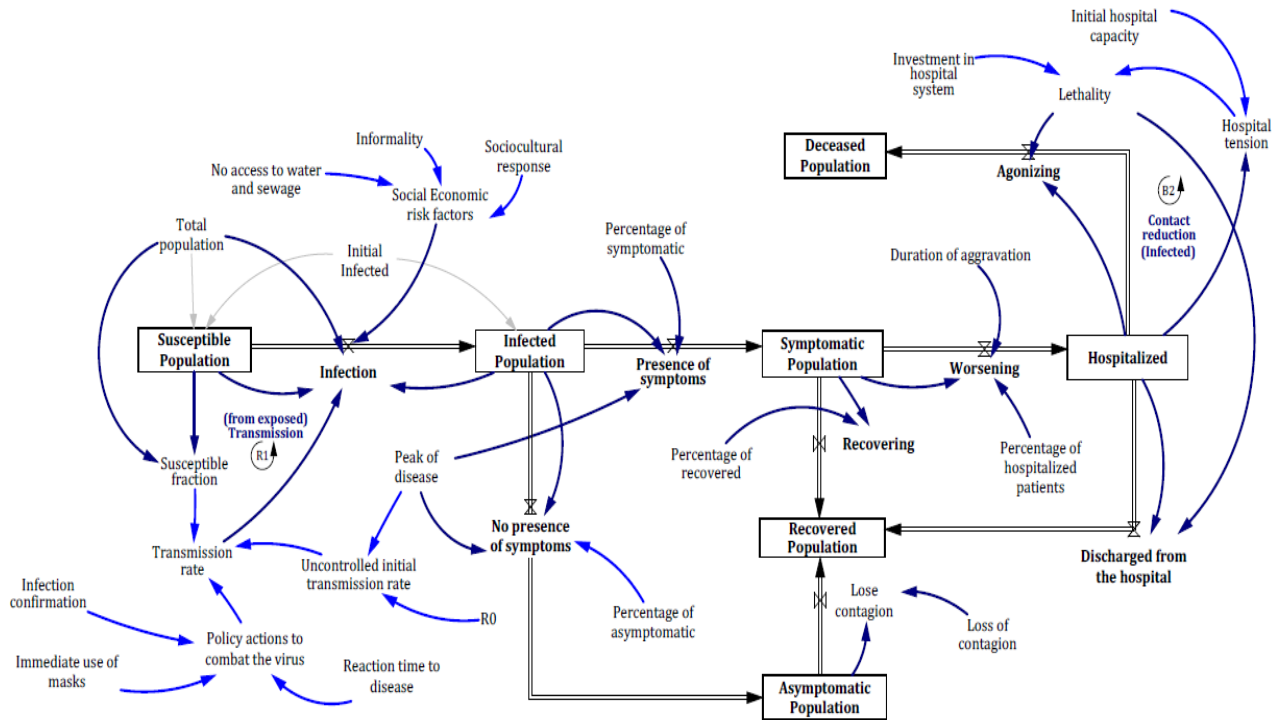 Initial hospital
capacity
Investment in
hospital
system
Lethality
Hospital
tension
Deceased
Population
Agonizing
B2
Contact
reduction
(Infected)
Informality
Sociocultural
response
No access to water
and sewage
Social Economic
risk factors
Total
population
Initial
Infected
Percentage of
symptomatic
Duration of aggravation
Susceptible
Population
Infection
Infected
Population
Presence of
symptoms
Symptomatic
Population
Worsening
Hospitalized
(from exposed)
Transmission
R1
Susceptible
fraction
Peak of
disease
Percentage of
recovered
Recovering
Percentage of
hospitalized
patients
No presence
of symptoms
Recovered
Population
Discharged from
the hospital
Transmission
rate
Uncontrolled initial
transmission rate
R0
Percentage of
asymptomatic
Lose
contagion
Loss of
contagion
Infection
confirmation
Policy actions to
combat the virus
Immediate use of
masks
Reaction time to
disease
Asymptomatic
Population